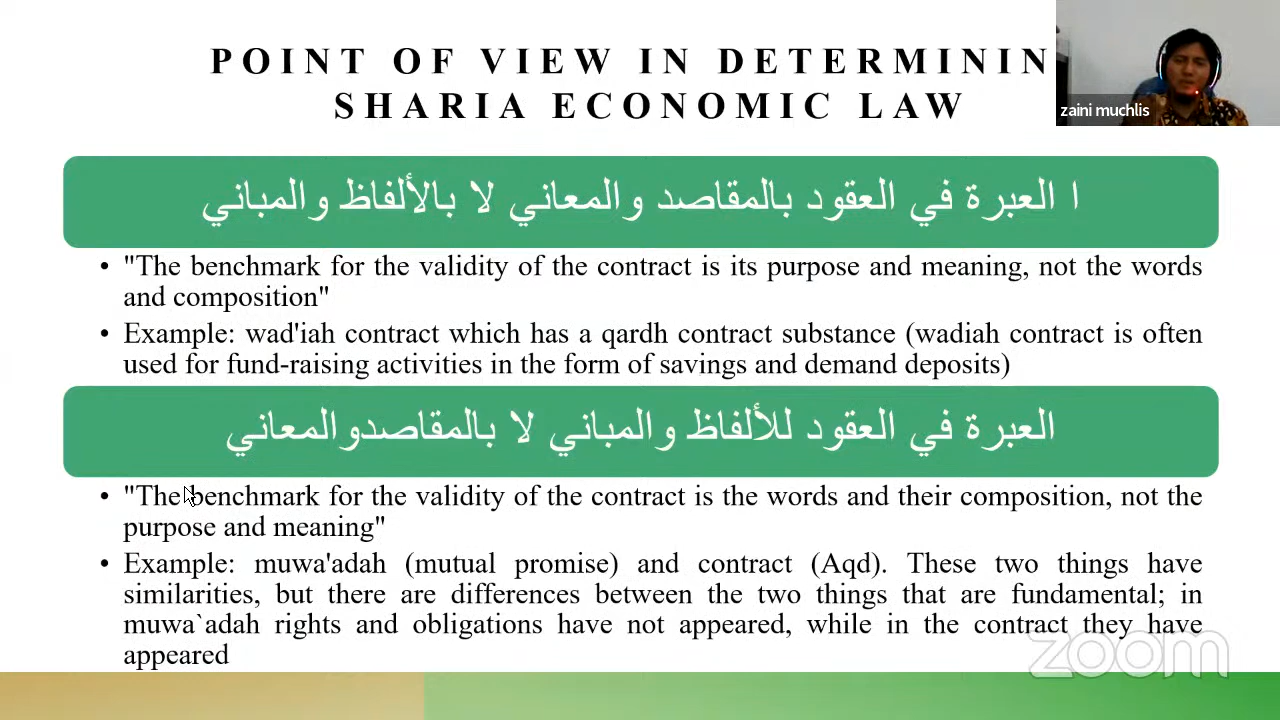 POINT OF VIEW IN DETERMININ
SHARIA ECONOMIC LAW
zaini muchlis
ا العبرة في العقود بالمقاصد والمعاني لا بالألفاظ والمباني
• "The benchmark for the validity of the contract is its purpose and meaning, not the words
and composition"
• Example: wad'iah contract which has a qardh contract substance (wadiah contract is often
used for fund-raising activities in the form of savings and demand deposits)
العبرة في العقود للألفاظ والمباني لا بالمقاصدوالمعاني
• "The benchmark for the validity of the contract is the words and their composition, not the
purpose and meaning"
• Example: muwa'adah (mutual promise) and contract (Aqd). These two things have
similarities, but there are differences between the two things that are fundamental; in
muwa`adah rights and obligations have not appeared, while in the contract they have
appeared
zoom